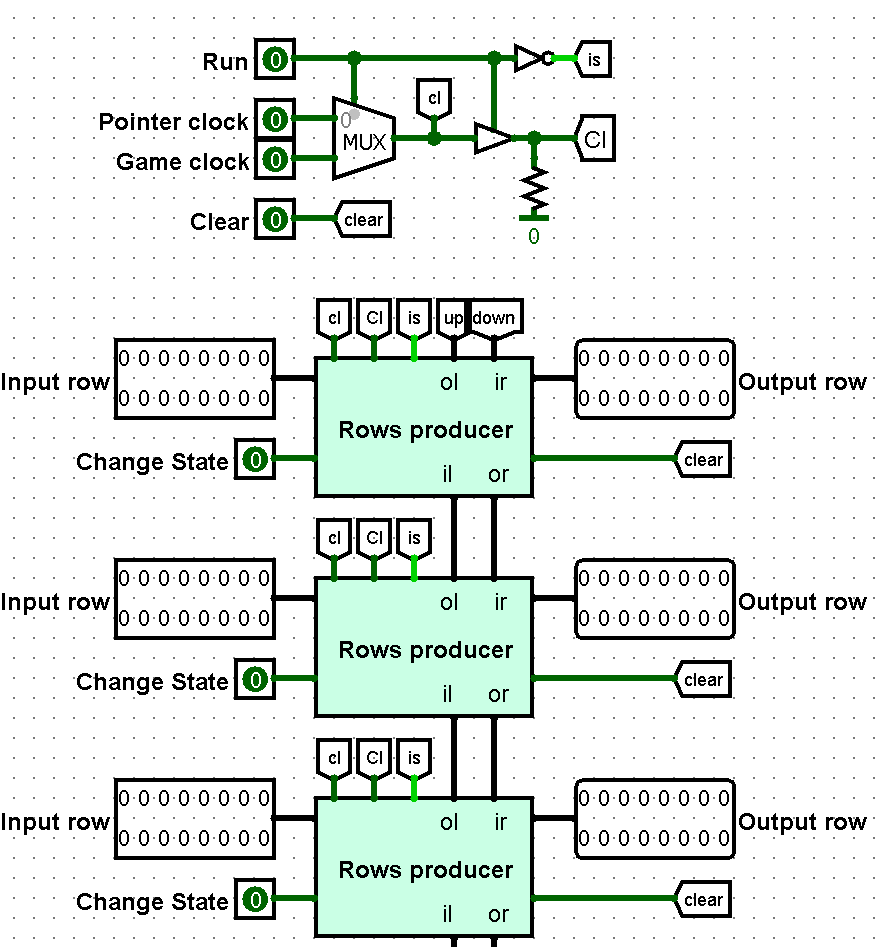 Run 0 is
Pointer clock 0 0 MUX cl Cl
Game clock 0
Clear 0 clear 0
cl Cl is up down
0 0 0 0 0 0 0 0 ol ir 0 0 0 0 0 0 0 0
Input row 0 0 0 0 0 0 0 0 0 0 0 0 0 0 0 0 Output row
Rows producer
Change State 0 clear
il or
cl Cl is
0 0 0 0 0 0 0 0 ol ir 0 0 0 0 0 0 0 0
Input row 0 0 0 0 0 0 0 0 0 0 0 0 0 0 0 0 Output row
Rows producer
Change State 0 clear
il or
cl Cl is
0 0 0 0 0 0 0 0 ol ir 0 0 0 0 0 0 0 0
Input row 0 0 0 0 0 0 0 0 0 0 0 0 0 0 0 0 Output row
Rows producer
Change State 0 clear
il or